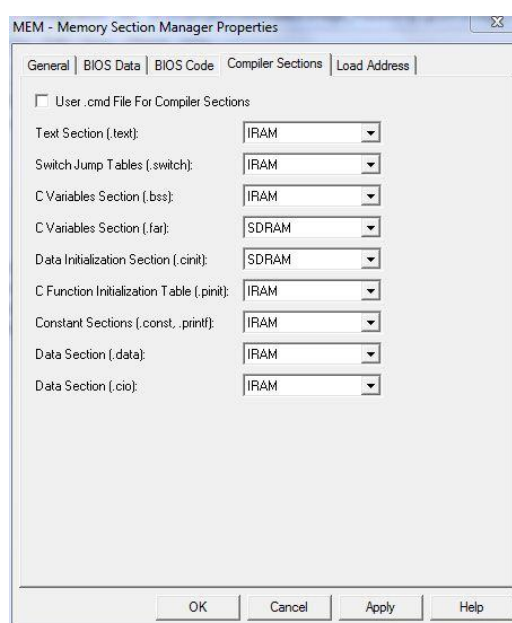 MEM - Memory Section Manager Properties
General BIOS Data BIOS Code Compiler Sections Load Address
User .cmd File For Compiler Sections
Text Section (.text): IRAM
Switch Jump Tables (.switch): IRAM
C Variables Section (.bss): IRAM
C Variables Section (.far): SDRAM
Data Initialization Section (.cinit): SDRAM
C Function Initialization Table (.pinit): IRAM
Constant Sections (.const, .printf): IRAM
Data Section (.data): IRAM
Data Section (.cio): IRAM
OK Cancel Apply Help